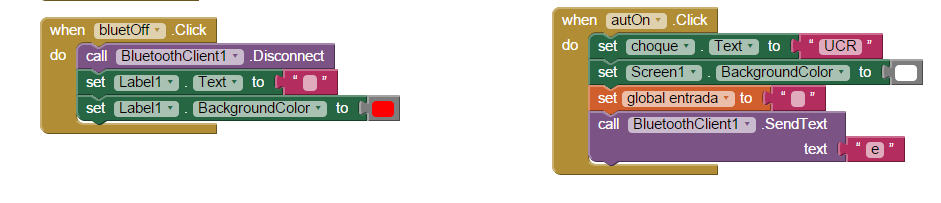 when bluetOff .Click
do call BluetoothClient1 .Disconnect
set Label1 . Text to “ ”
set Label1 . BackgroundColor to
when autOn .Click
do set choque . Text to “ UCR ”
set Screen1 . BackgroundColor to
set global entrada to “ ”
call BluetoothClient1 .SendText
text “ e ”